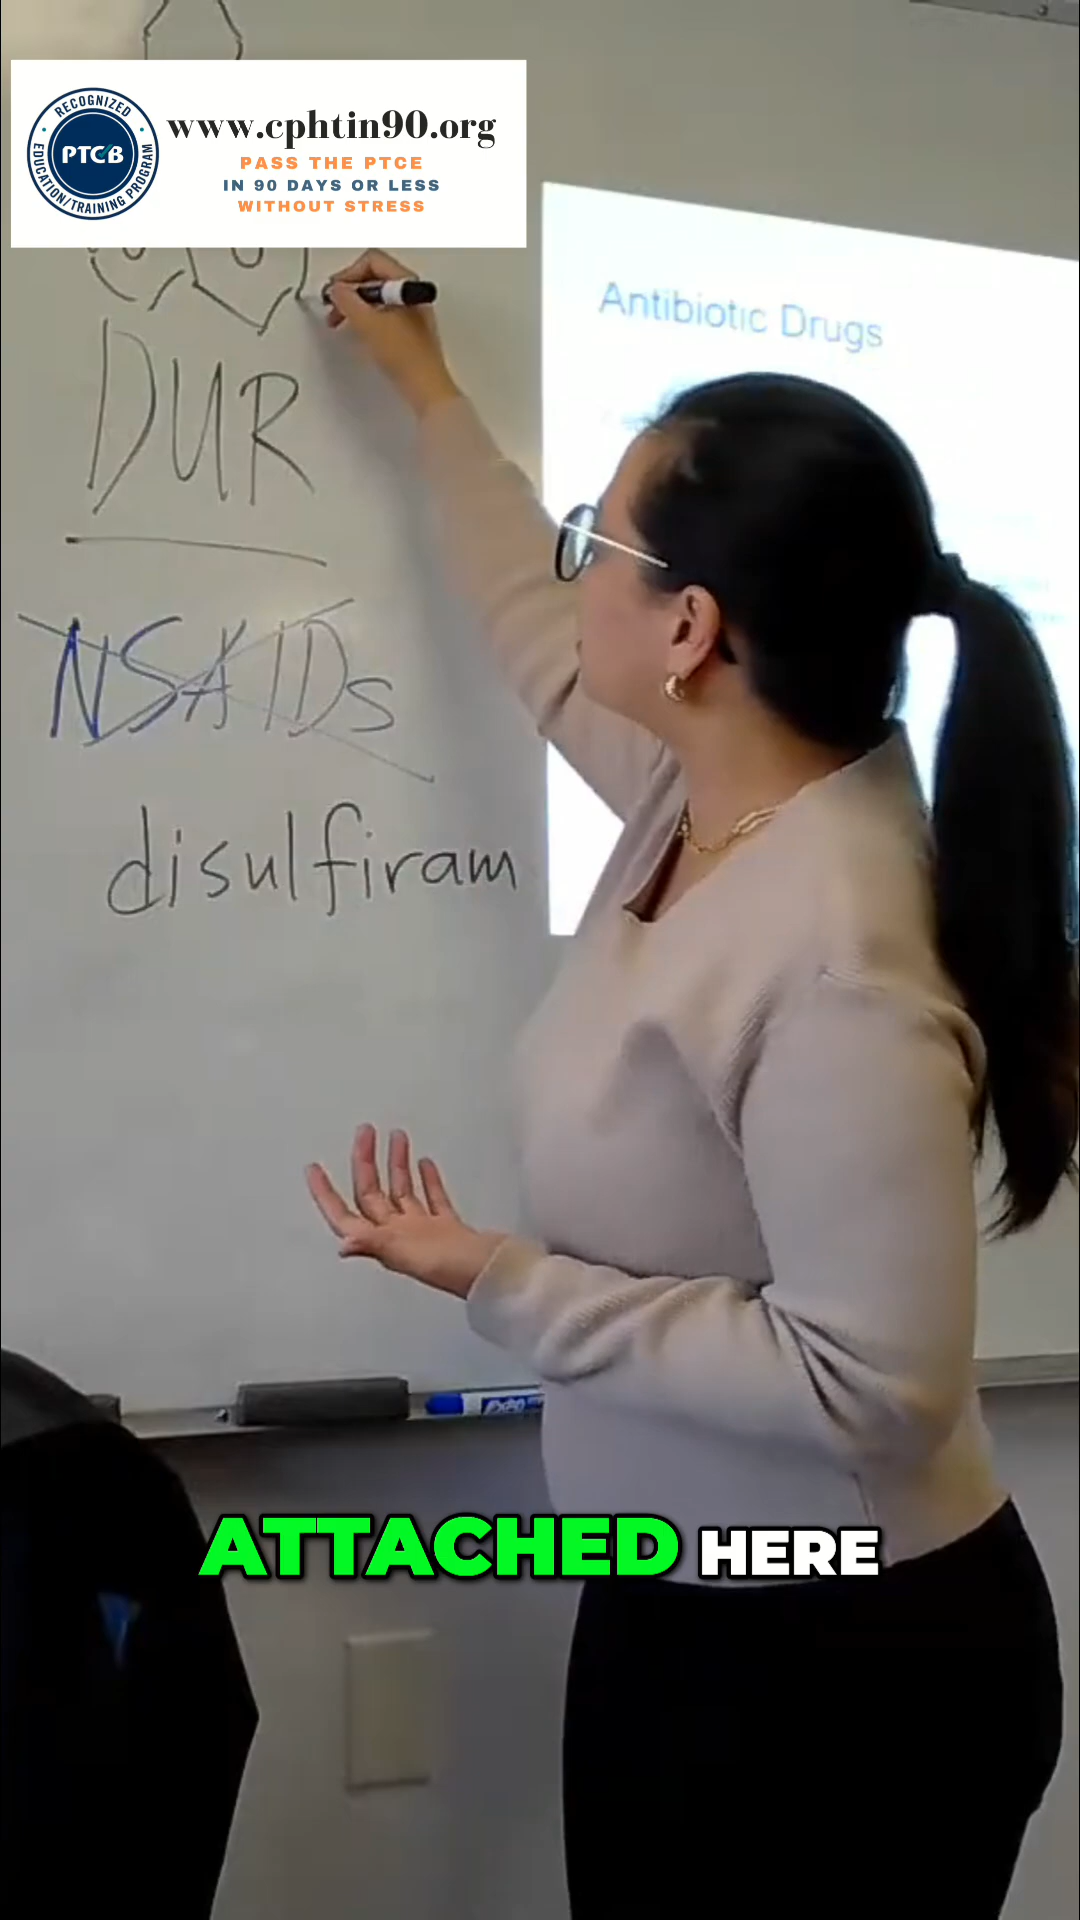 RECOGNIZED
EDUCATION/TRAINING PROGRAM
PTCB
www.cphtin90.org
PASS THE PTCE
IN 90 DAYS OR LESS
WITHOUT STRESS
Antibiotic Drugs
DUR
NSAIDs
disulfiram
EXPO
ATTACHED HERE